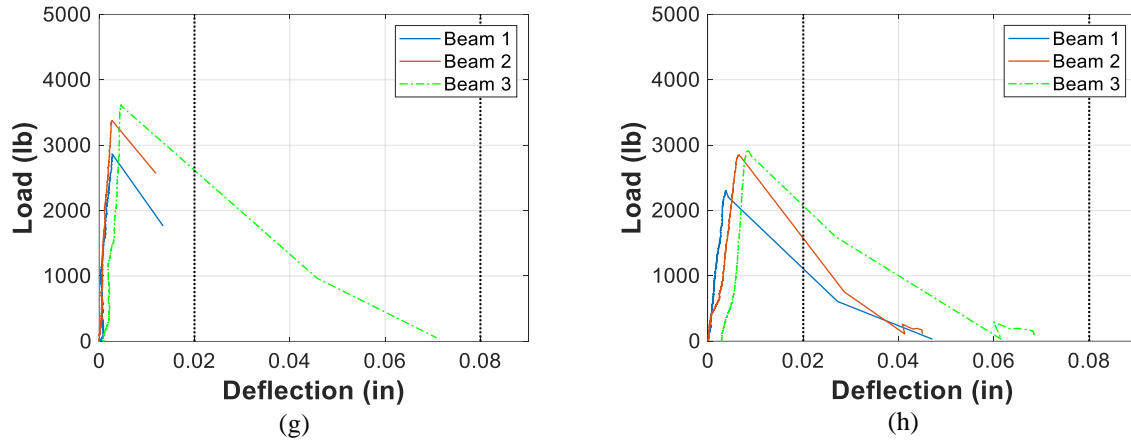 5000
4000
3000
2000
1000
0
Load (lb)
Beam 1
Beam 2
Beam 3
0 0.02 0.04 0.06 0.08
Deflection (in)
(g)
5000
4000
3000
2000
1000
0
Load (lb)
Beam 1
Beam 2
Beam 3
0 0.02 0.04 0.06 0.08
Deflection (in)
(h)